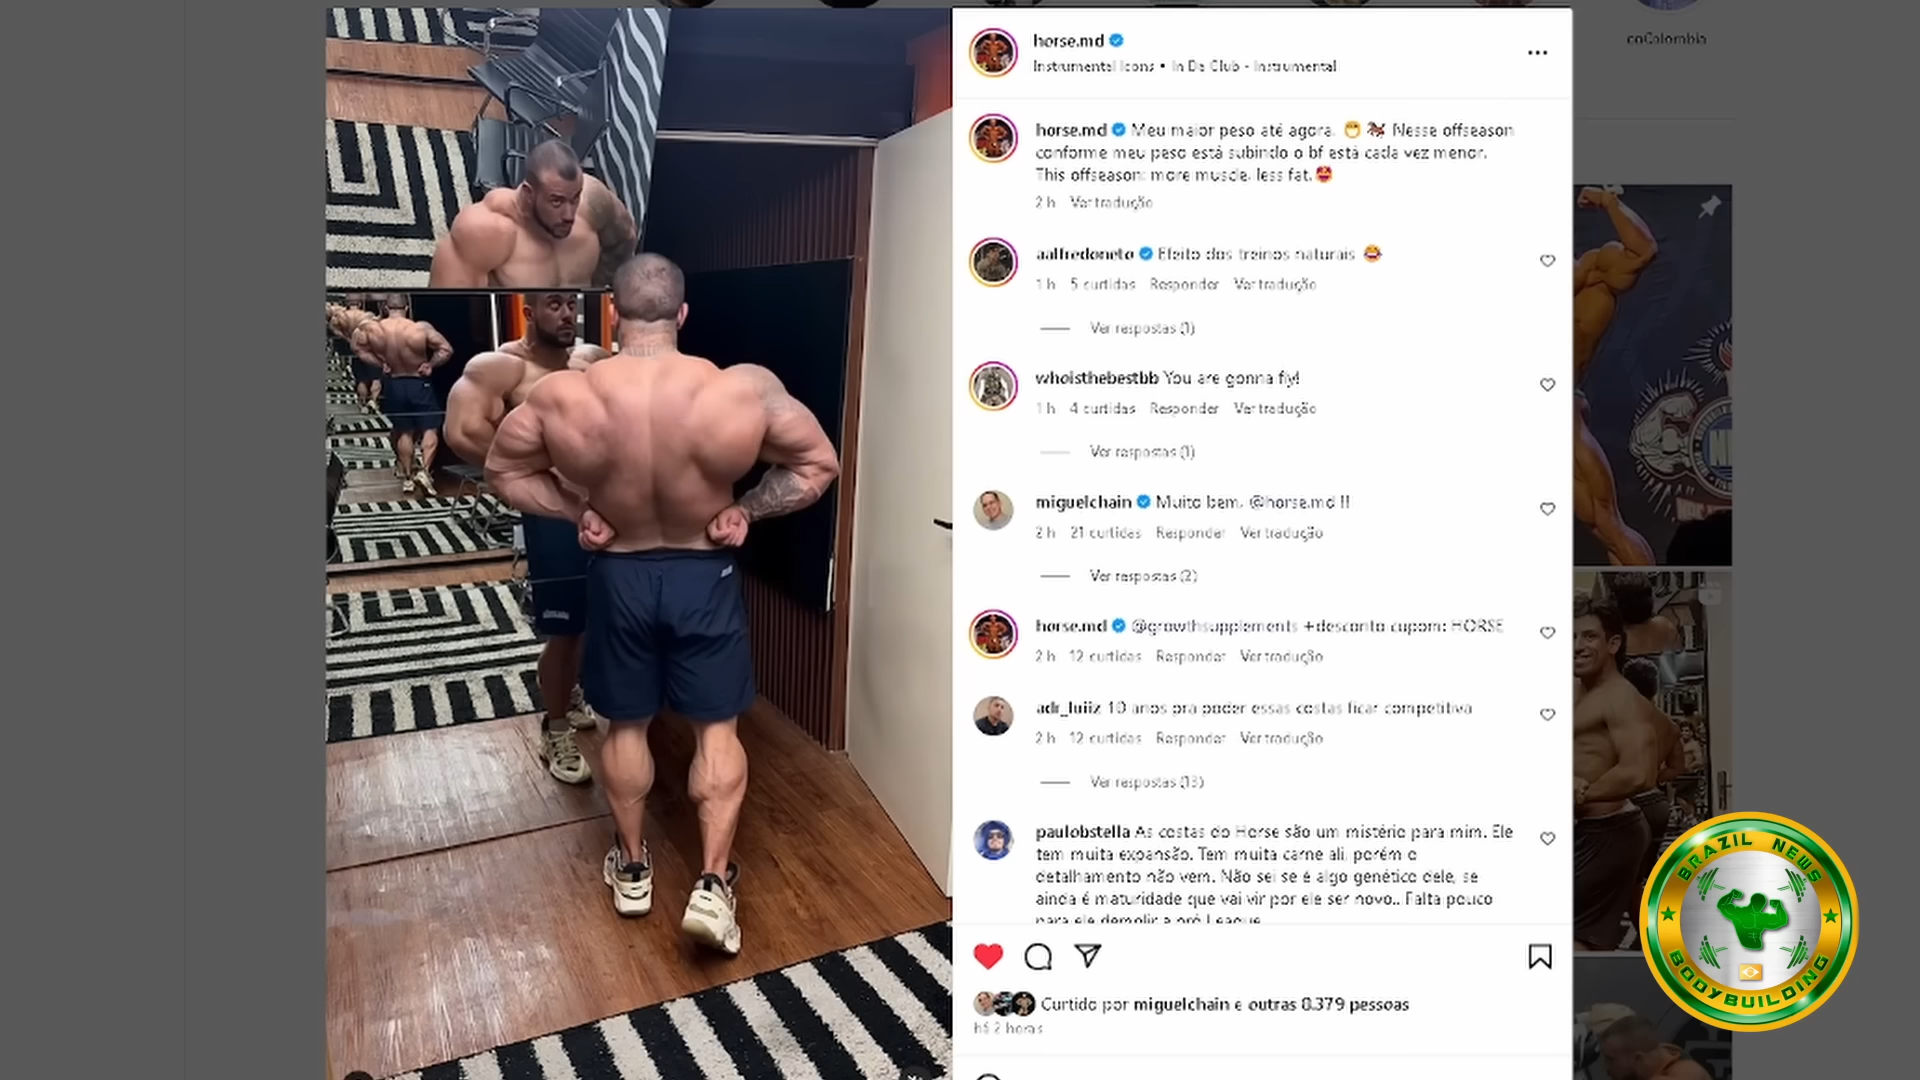 coColombia
horse.md
Instrumental Icons • In Da Club - Instrumental
horse.md Meu maior peso até agora. 😁 🐎 Nesse offseason
conforme meu peso está subindo o bf está cada vez menor.
This offseason: more muscle, less fat.🤩
2 h Ver tradução
aalfredoneto Efeito dos treinos naturais 😂
1 h 5 curtidas Responder Ver tradução
Ver respostas (1)
whoisthebestbb You are gonna fly!
1 h 4 curtidas Responder Ver tradução
Ver respostas (1)
miguelchain Muito bem, @horse.md !!
2 h 21 curtidas Responder Ver tradução
Ver respostas (2)
horse.md @growthsupplements +desconto cupom: HORSE
2 h 12 curtidas Responder Ver tradução
adr_luiiz 10 anos pra poder essas costas ficar competitiva
2 h 12 curtidas Responder Ver tradução
Ver respostas (13)
paulobstella As costas do Horse são um mistério para mim. Ele
tem muita expansão. Tem muita carne ali, porém o
detalhamento não vem. Não sei se é algo genético dele, se
ainda é maturidade que vai vir por ele ser novo.. Falta pouco
para ele demolir a pró League
Curtido por miguelchain e outras 8.379 pessoas
há 2 horas
BRAZIL NEWS
BODYBUILDING